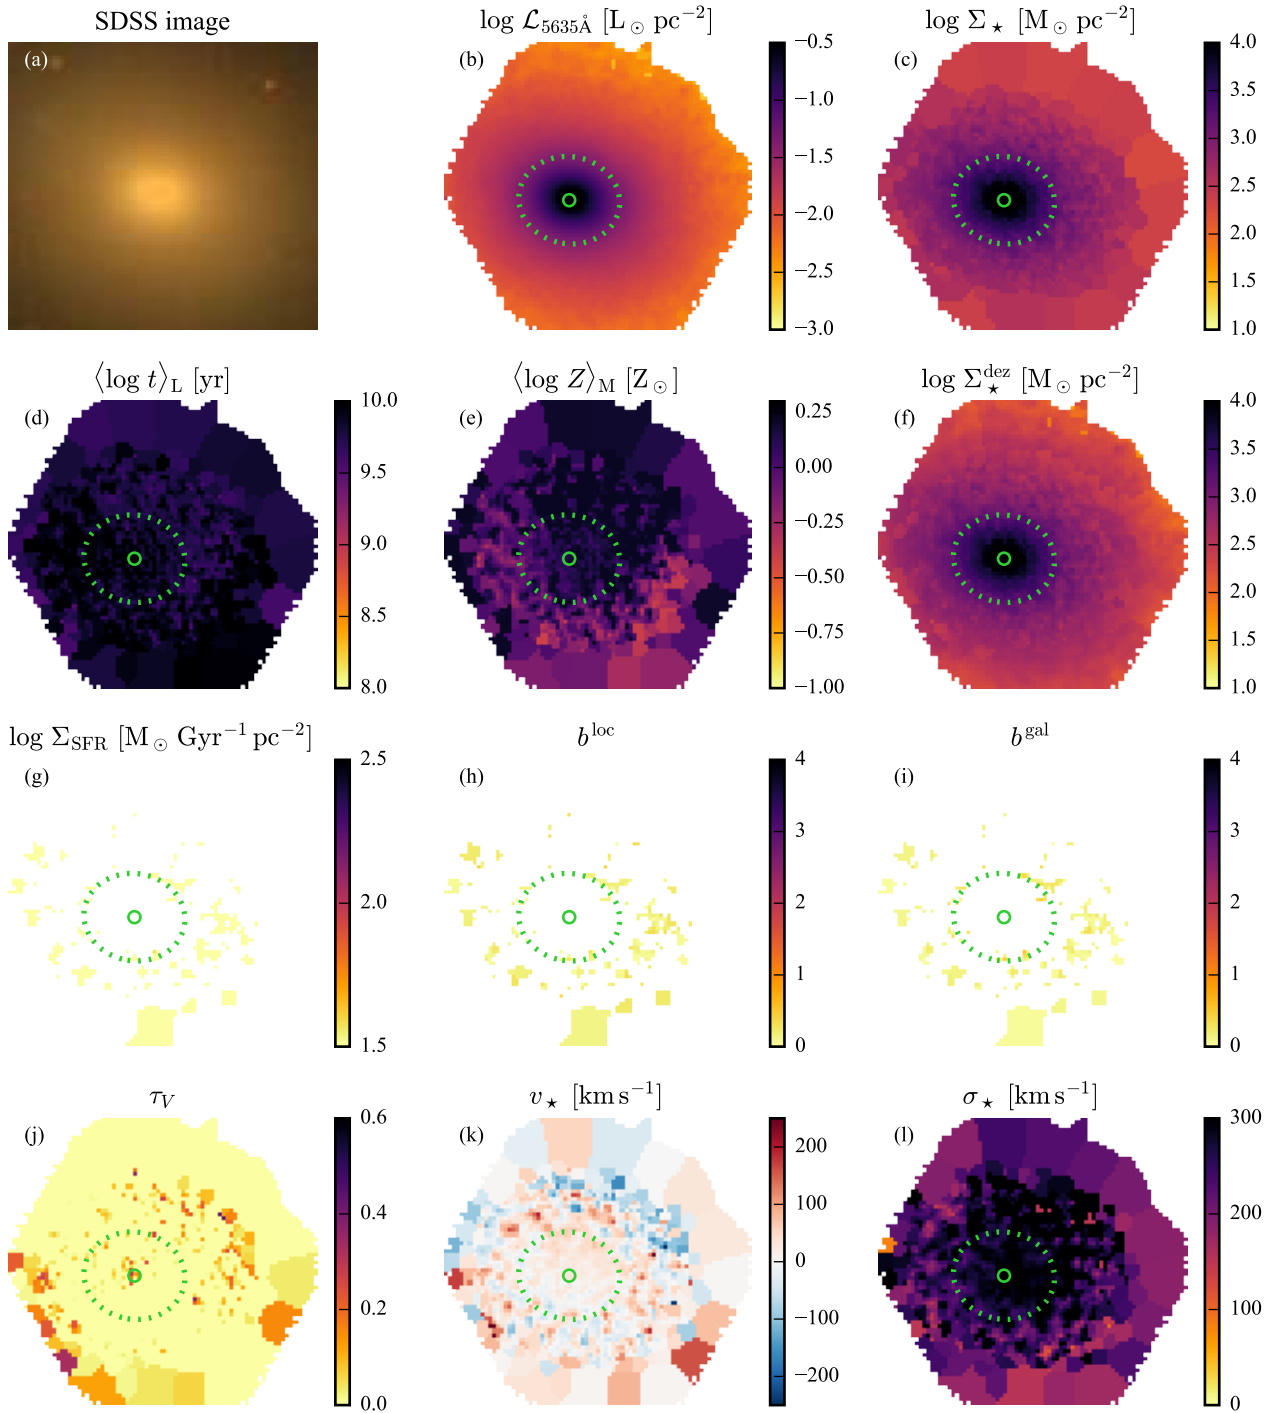 SDSS image
(a)
log ℒ₅₆₃₅Å [L⊙ pc⁻²]
(b)
−0.5
−1.0
−1.5
−2.0
−2.5
−3.0
log Σ⋆ [M⊙ pc⁻²]
(c)
4.0
3.5
3.0
2.5
2.0
1.5
1.0
⟨log t⟩L [yr]
(d)
10.0
9.5
9.0
8.5
8.0
⟨log Z⟩M [Z⊙]
(e)
0.25
0.00
−0.25
−0.50
−0.75
−1.00
log Σ⋆ᵈᵉᶻ [M⊙ pc⁻²]
(f)
4.0
3.5
3.0
2.5
2.0
1.5
1.0
log ΣSFR [M⊙ Gyr⁻¹ pc⁻²]
(g)
2.5
2.0
1.5
bˡᵒᶜ
(h)
4
3
2
1
0
bᵍᵃˡ
(i)
4
3
2
1
0
τV
(j)
0.6
0.4
0.2
0.0
v⋆ [km s⁻¹]
(k)
200
100
0
−100
−200
σ⋆ [km s⁻¹]
(l)
300
200
100
0